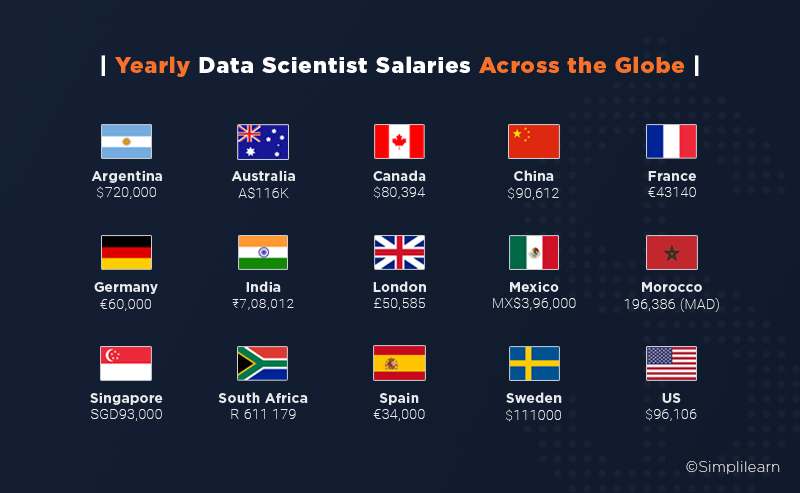 | Yearly Data Scientist Salaries Across the Globe |
Argentina
$720,000
Australia
A$116K
Canada
$80,394
China
$90,612
France
€43140
Germany
€60,000
India
₹7,08,012
London
£50,585
Mexico
MX$3,96,000
Morocco
196,386 (MAD)
Singapore
SGD93,000
South Africa
R 611 179
Spain
€34,000
Sweden
$111000
US
$96,106
©Simplilearn